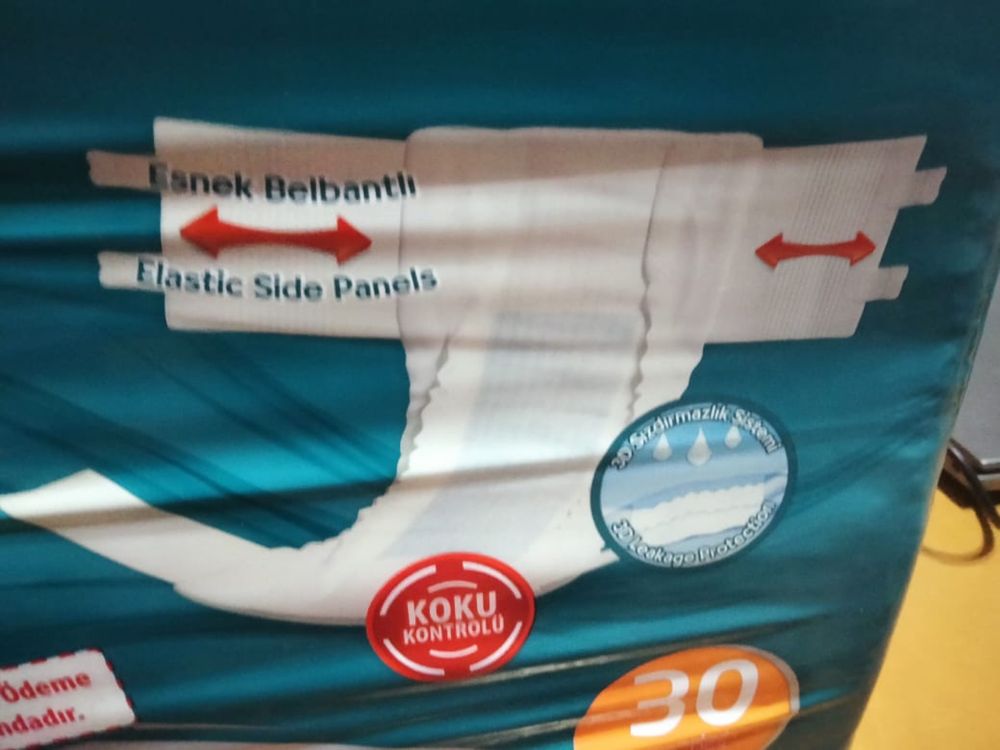 Esnek Belbantlı
Elastic Side Panels
3D Sızdırmazlık Sistemi
3D Leakage Protection
KOKU
KONTROLÜ
Ödeme
ndadır.
30